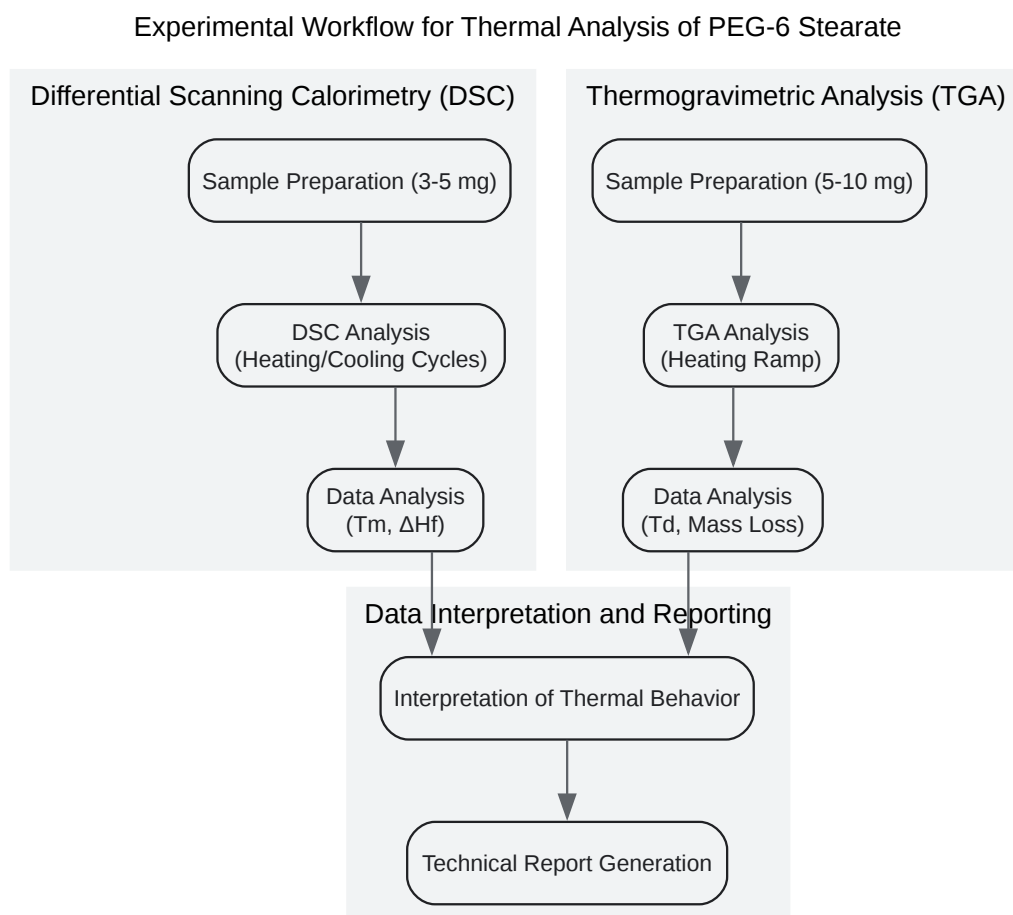 Experimental Workflow for Thermal Analysis of PEG-6 Stearate
Differential Scanning Calorimetry (DSC)
Sample Preparation (3-5 mg)
DSC Analysis
(Heating/Cooling Cycles)
Data Analysis
(Tm, ΔHf)
Thermogravimetric Analysis (TGA)
Sample Preparation (5-10 mg)
TGA Analysis
(Heating Ramp)
Data Analysis
(Td, Mass Loss)
Data Interpretation and Reporting
Interpretation of Thermal Behavior
Technical Report Generation